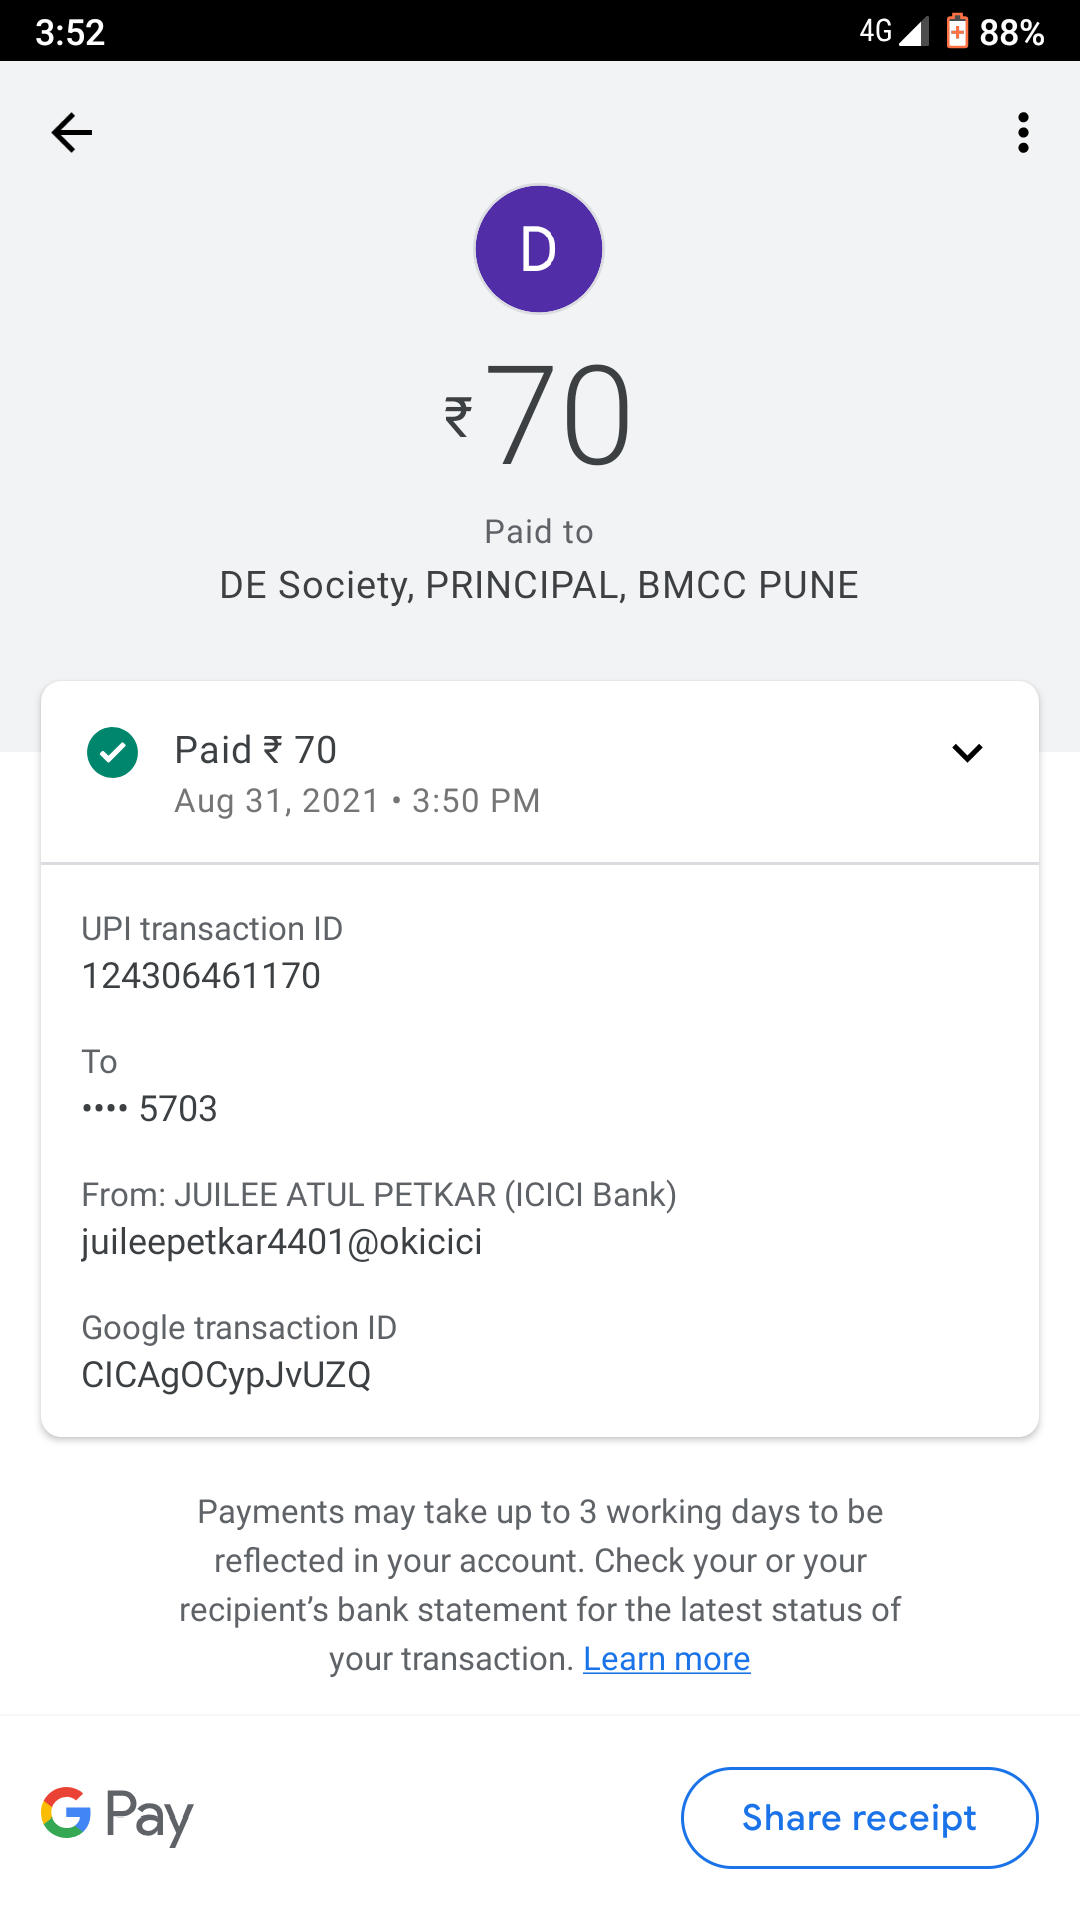 3:52
4G 88%
D
₹70
Paid to
DE Society, PRINCIPAL, BMCC PUNE
Paid ₹ 70
Aug 31, 2021 • 3:50 PM
UPI transaction ID
124306461170
To
•••• 5703
From: JUILEE ATUL PETKAR (ICICI Bank)
juileepetkar4401@okicici
Google transaction ID
CICAgOCypJvUZQ
Payments may take up to 3 working days to be
reflected in your account. Check your or your
recipient’s bank statement for the latest status of
your transaction. Learn more
G Pay
Share receipt